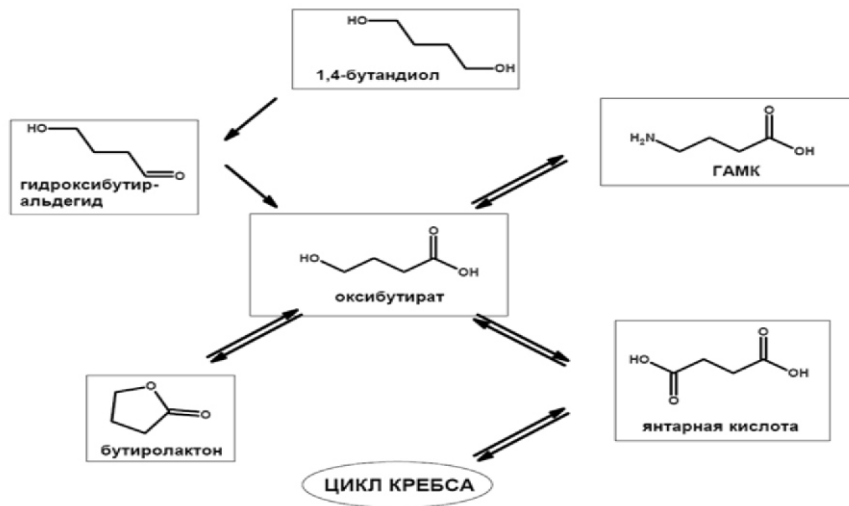 HO
OH
1,4-бутандиол
HO
O
гидроксибутир-
альдегид
O
H₂N
OH
ГАМК
O
HO
OH
оксибутират
O
O
бутиролактон
O
HO
OH
O
янтарная кислота
ЦИКЛ КРЕБСА